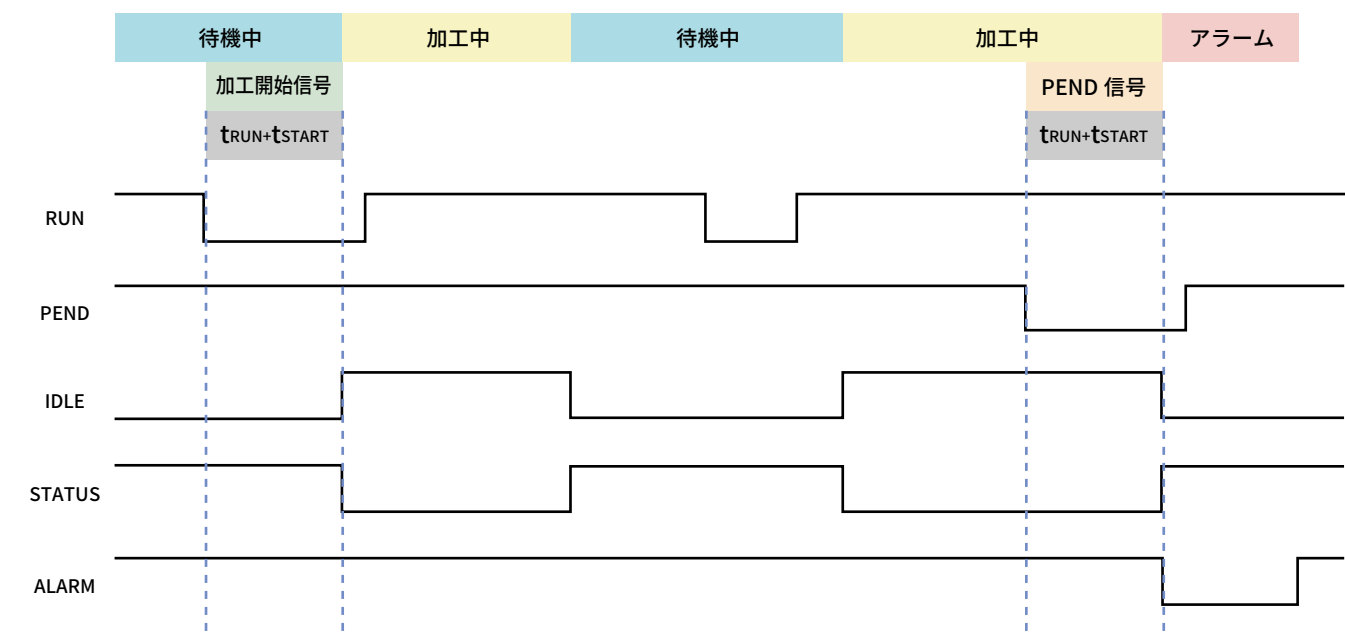 待機中 加工中 待機中 加工中 アラーム
加工開始信号 PEND 信号
tRUN+tSTART tRUN+tSTART
RUN
PEND
IDLE
STATUS
ALARM